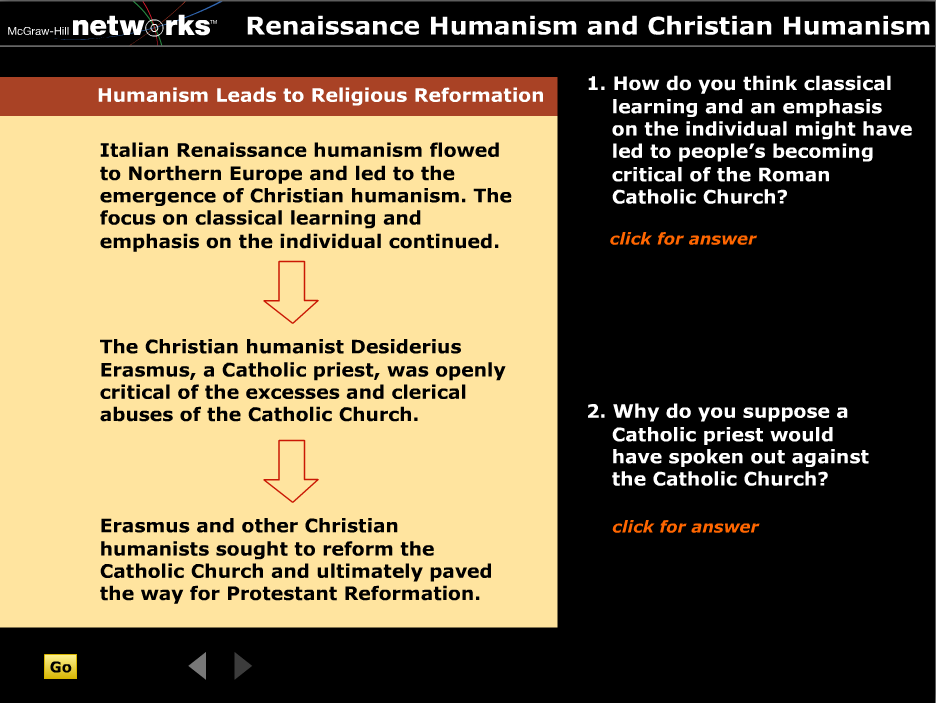 McGraw-Hill networks™ Renaissance Humanism and Christian Humanism
Humanism Leads to Religious Reformation
Italian Renaissance humanism flowed
to Northern Europe and led to the
emergence of Christian humanism. The
focus on classical learning and
emphasis on the individual continued.
The Christian humanist Desiderius
Erasmus, a Catholic priest, was openly
critical of the excesses and clerical
abuses of the Catholic Church.
Erasmus and other Christian
humanists sought to reform the
Catholic Church and ultimately paved
the way for Protestant Reformation.
1. How do you think classical
learning and an emphasis
on the individual might have
led to people's becoming
critical of the Roman
Catholic Church?
click for answer
2. Why do you suppose a
Catholic priest would
have spoken out against
the Catholic Church?
click for answer
Go